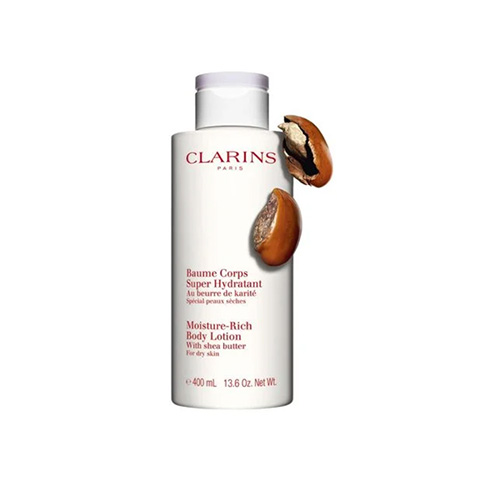 CLARINS
PARIS
Baume Corps
Super Hydratant
Au beurre de karité
Spécial peaux sèches
Moisture-Rich
Body Lotion
With shea butter
For dry skin
℮ 400 mL 13.6 Oz. Net Wt.